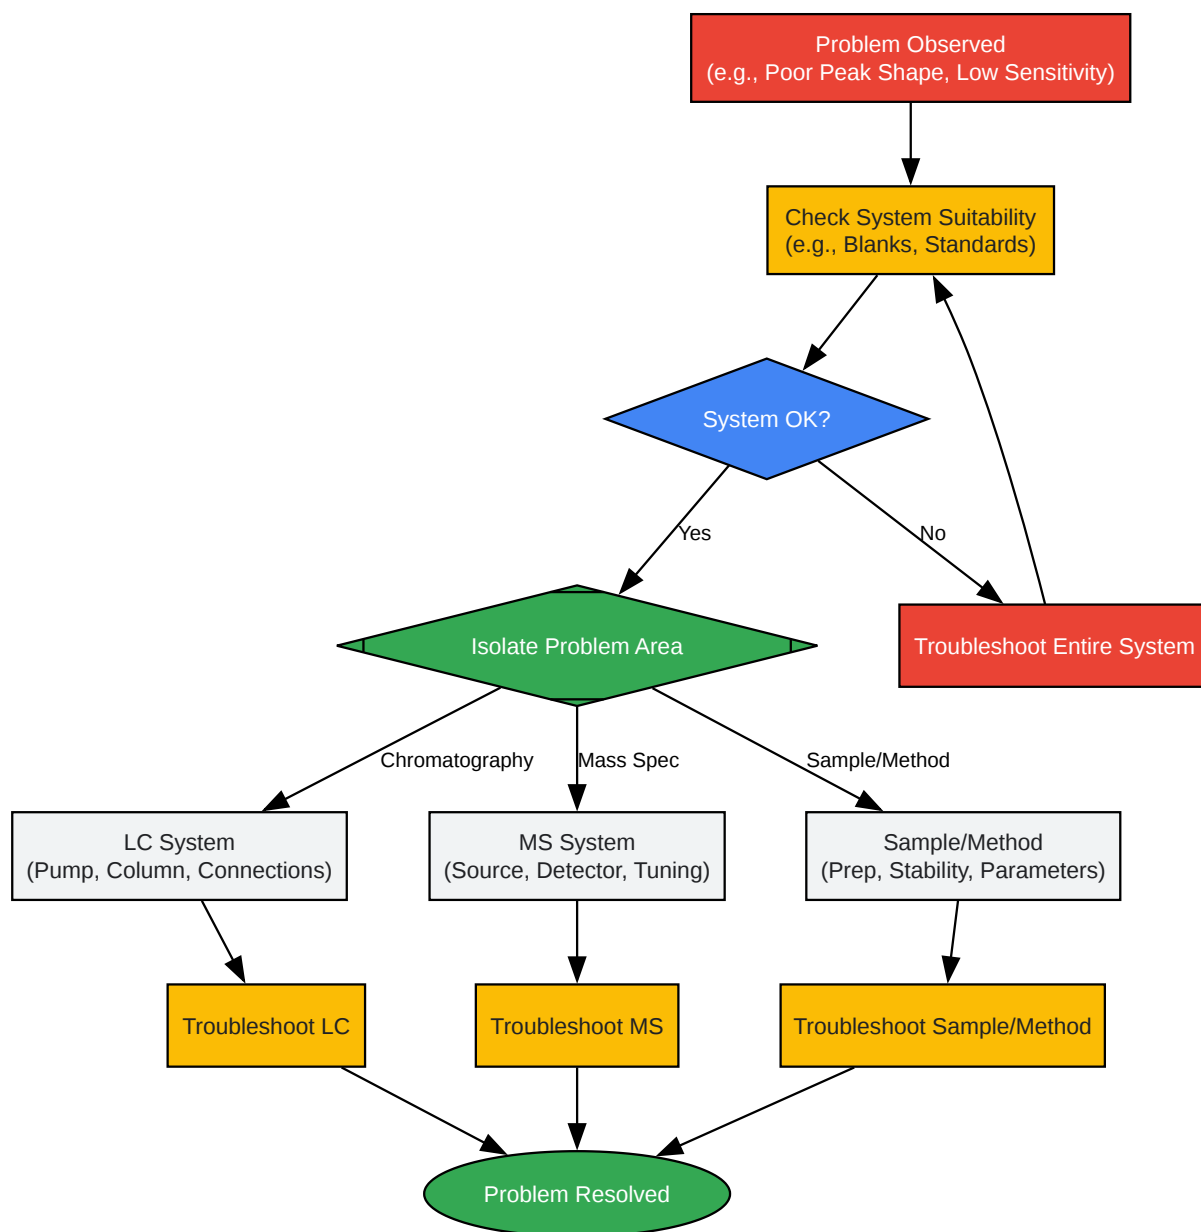 Problem Observed
(e.g., Poor Peak Shape, Low Sensitivity)
Check System Suitability
(e.g., Blanks, Standards)
System OK?
Yes
No
Isolate Problem Area
Troubleshoot Entire System
Chromatography
Mass Spec
Sample/Method
LC System
(Pump, Column, Connections)
MS System
(Source, Detector, Tuning)
Sample/Method
(Prep, Stability, Parameters)
Troubleshoot LC
Troubleshoot MS
Troubleshoot Sample/Method
Problem Resolved